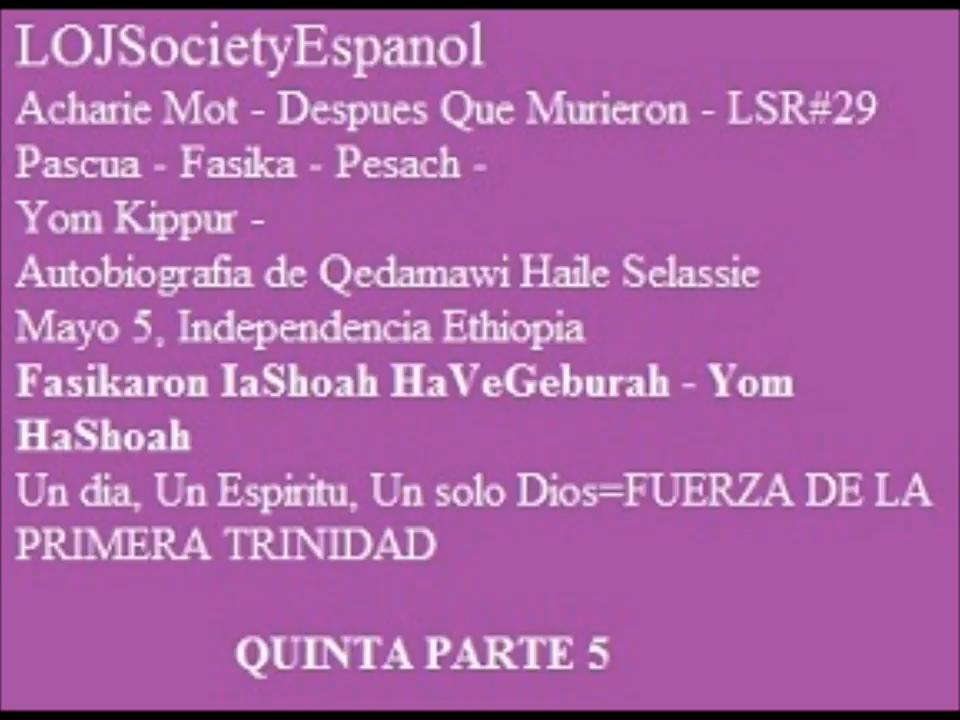 LOJSocietyEspanol
Acharie Mot - Despues Que Murieron - LSR#29
Pascua - Fasika - Pesach -
Yom Kippur -
Autobiografia de Qedamawi Haile Selassie
Mayo 5, Independencia Ethiopia
Fasikaron IaShoah HaVeGeburah - Yom
HaShoah
Un dia, Un Espiritu, Un solo Dios=FUERZA DE LA
PRIMERA TRINIDAD
QUINTA PARTE 5